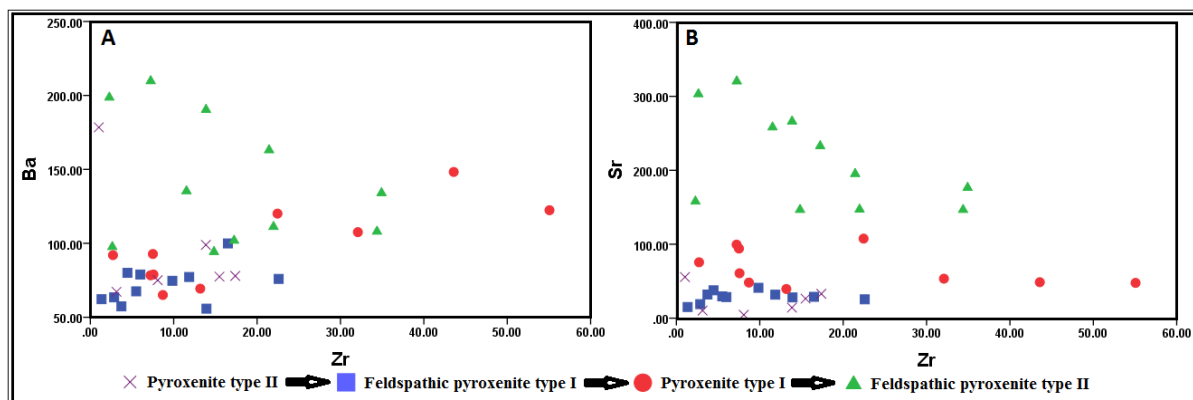 A
Ba
250.00
200.00
150.00
100.00
50.00
.00 10.00 20.00 30.00 40.00 50.00 60.00
Zr
B
Sr
400.00
300.00
200.00
100.00
.00
.00 10.00 20.00 30.00 40.00 50.00 60.00
Zr
Pyroxenite type II Feldspathic pyroxenite type I Pyroxenite type I Feldspathic pyroxenite type II